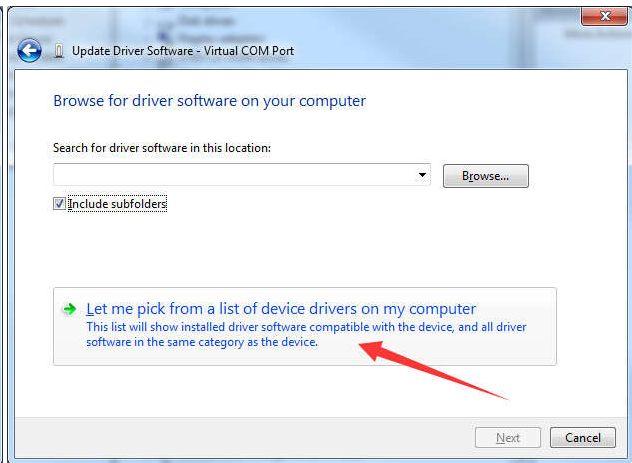 Update Driver Software - Virtual COM Port
Browse for driver software on your computer
Search for driver software in this location:
Browse...
Include subfolders
Let me pick from a list of device drivers on my computer
This list will show installed driver software compatible with the device, and all driver
software in the same category as the device.
Next
Cancel